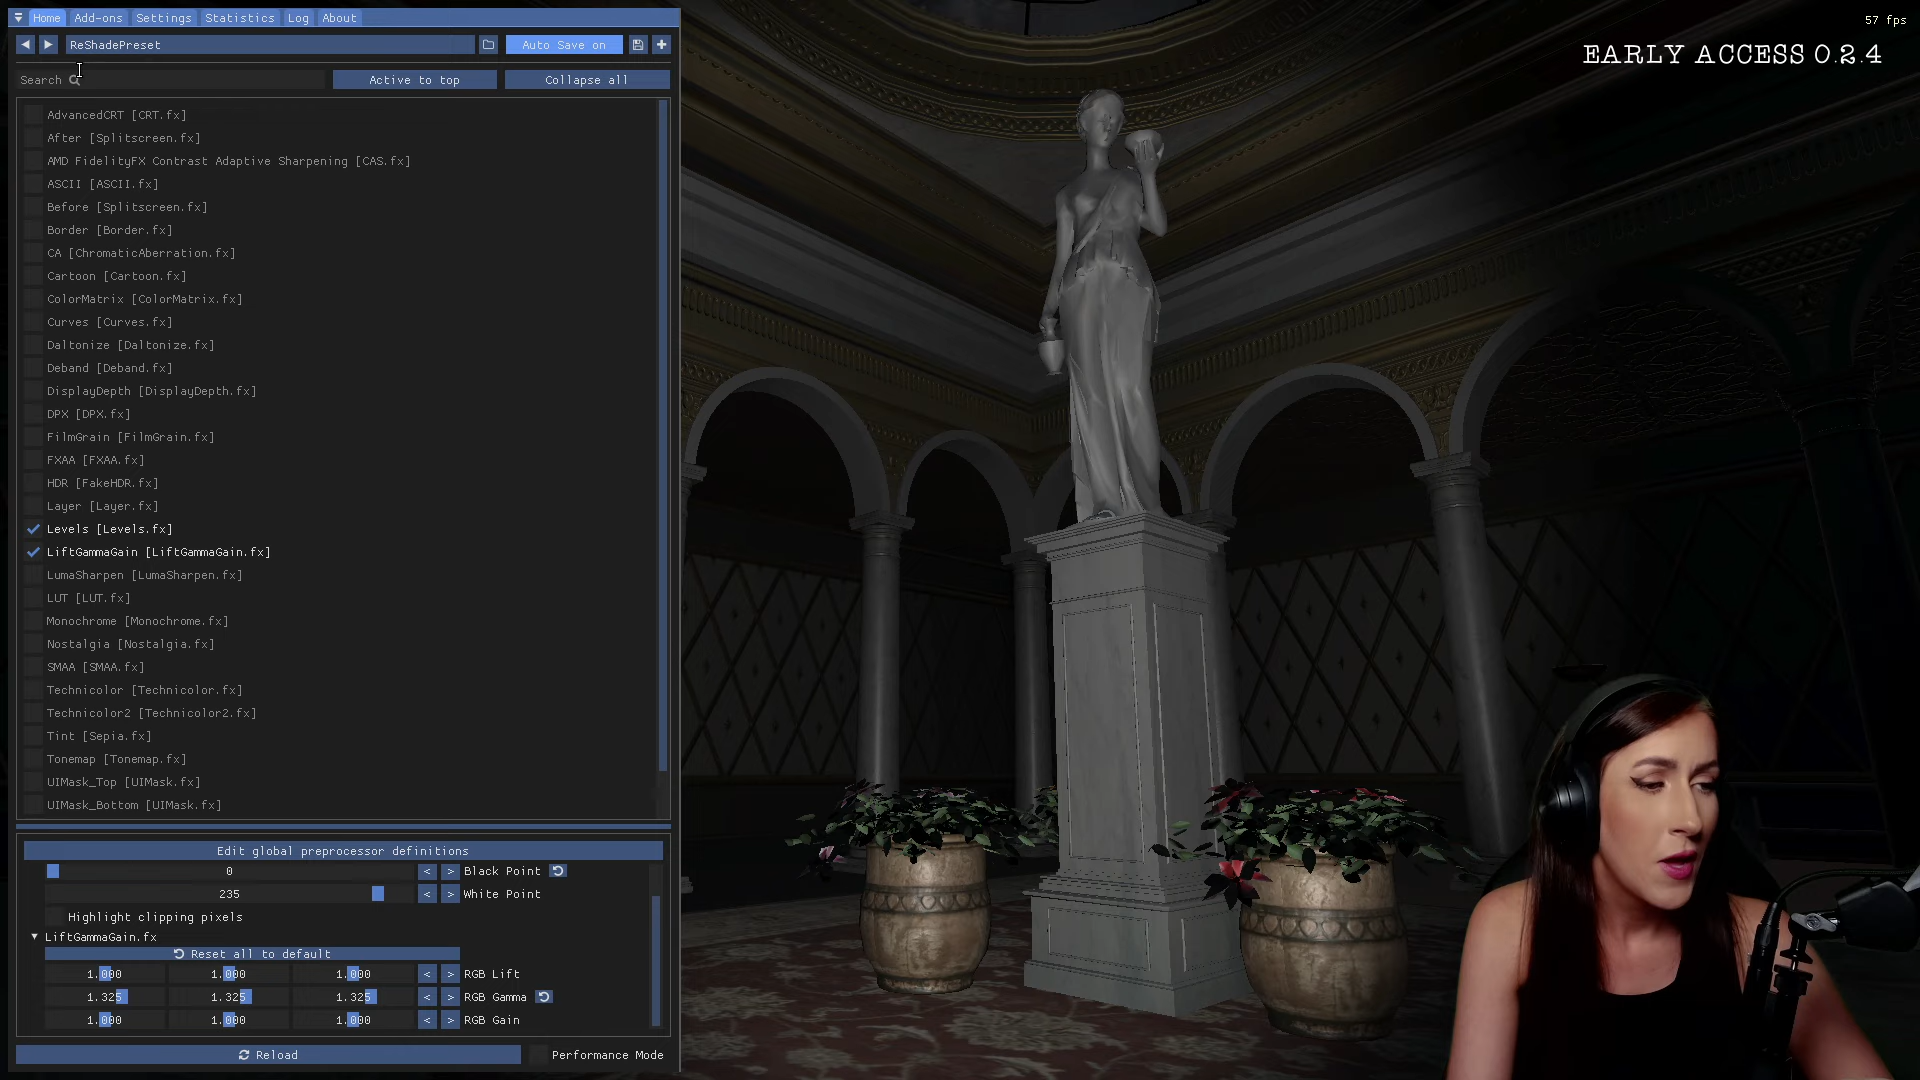 Home Add-ons Settings Statistics Log About
ReShadePreset Auto Save on
Search Active to top Collapse all
AdvancedCRT [CRT.fx]
After [Splitscreen.fx]
AMD FidelityFX Contrast Adaptive Sharpening [CAS.fx]
ASCII [ASCII.fx]
Before [Splitscreen.fx]
Border [Border.fx]
CA [ChromaticAberration.fx]
Cartoon [Cartoon.fx]
ColorMatrix [ColorMatrix.fx]
Curves [Curves.fx]
Daltonize [Daltonize.fx]
Deband [Deband.fx]
DisplayDepth [DisplayDepth.fx]
DPX [DPX.fx]
FilmGrain [FilmGrain.fx]
FXAA [FXAA.fx]
HDR [FakeHDR.fx]
Layer [Layer.fx]
Levels [Levels.fx]
LiftGammaGain [LiftGammaGain.fx]
LumaSharpen [LumaSharpen.fx]
LUT [LUT.fx]
Monochrome [Monochrome.fx]
Nostalgia [Nostalgia.fx]
SMAA [SMAA.fx]
Technicolor [Technicolor.fx]
Technicolor2 [Technicolor2.fx]
Tint [Sepia.fx]
Tonemap [Tonemap.fx]
UIMask_Top [UIMask.fx]
UIMask_Bottom [UIMask.fx]
Edit global preprocessor definitions
0 < > Black Point
235 < > White Point
Highlight clipping pixels
LiftGammaGain.fx
Reset all to default
1.000 1.000 1.000 < > RGB Lift
1.325 1.325 1.325 < > RGB Gamma
1.000 1.000 1.000 < > RGB Gain
Reload Performance Mode
57 fps
EARLY ACCESS 0.2.4